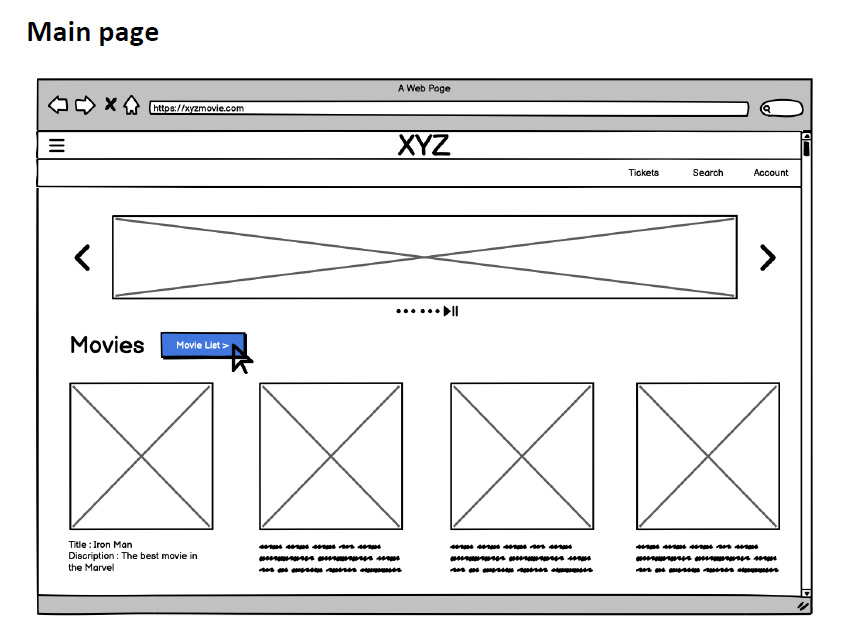 Main page
A Web Page
https://xyzmovie.com
XYZ
Tickets Search Account
Movies
Movie List >
Title : Iron Man
Discription : The best movie in
the Marvel